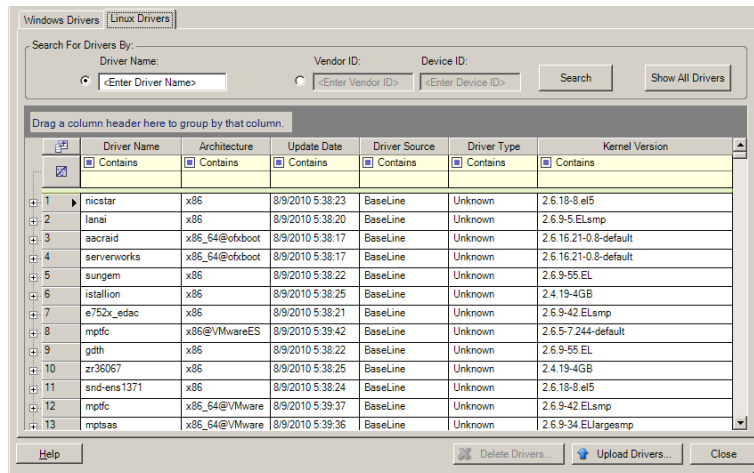 Windows Drivers Linux Drivers
Search For Drivers By:
Driver Name: Vendor ID: Device ID:
<Enter Driver Name> <Enter Vendor ID> <Enter Device ID> Search Show All Drivers
Drag a column header here to group by that column.
Driver Name Architecture Update Date Driver Source Driver Type Kernel Version
Contains Contains Contains Contains Contains Contains
1 nicstar x86 8/9/2010 5:38:23 BaseLine Unknown 2.6.18-8.el5
2 lanai x86 8/9/2010 5:38:20 BaseLine Unknown 2.6.9-5.ELsmp
3 aacraid x86_64@ofxboot 8/9/2010 5:38:17 BaseLine Unknown 2.6.16.21-0.8-default
4 serverworks x86_64@ofxboot 8/9/2010 5:38:17 BaseLine Unknown 2.6.16.21-0.8-default
5 sungem x86 8/9/2010 5:38:22 BaseLine Unknown 2.6.9-55.EL
6 istallion x86 8/9/2010 5:38:25 BaseLine Unknown 2.4.19-4GB
7 e752x_edac x86 8/9/2010 5:38:21 BaseLine Unknown 2.6.9-42.ELsmp
8 mptfc x86@VMwareES 8/9/2010 5:39:42 BaseLine Unknown 2.6.5-7.244-default
9 gdth x86 8/9/2010 5:38:22 BaseLine Unknown 2.6.9-55.EL
10 zr36067 x86 8/9/2010 5:38:25 BaseLine Unknown 2.4.19-4GB
11 snd-ens1371 x86 8/9/2010 5:38:24 BaseLine Unknown 2.6.18-8.el5
12 mptfc x86_64@VMware 8/9/2010 5:39:37 BaseLine Unknown 2.6.9-42.ELsmp
13 mptsas x86_64@VMware 8/9/2010 5:39:36 BaseLine Unknown 2.6.9-34.ELlargesmp
Help Delete Drivers... Upload Drivers... Close